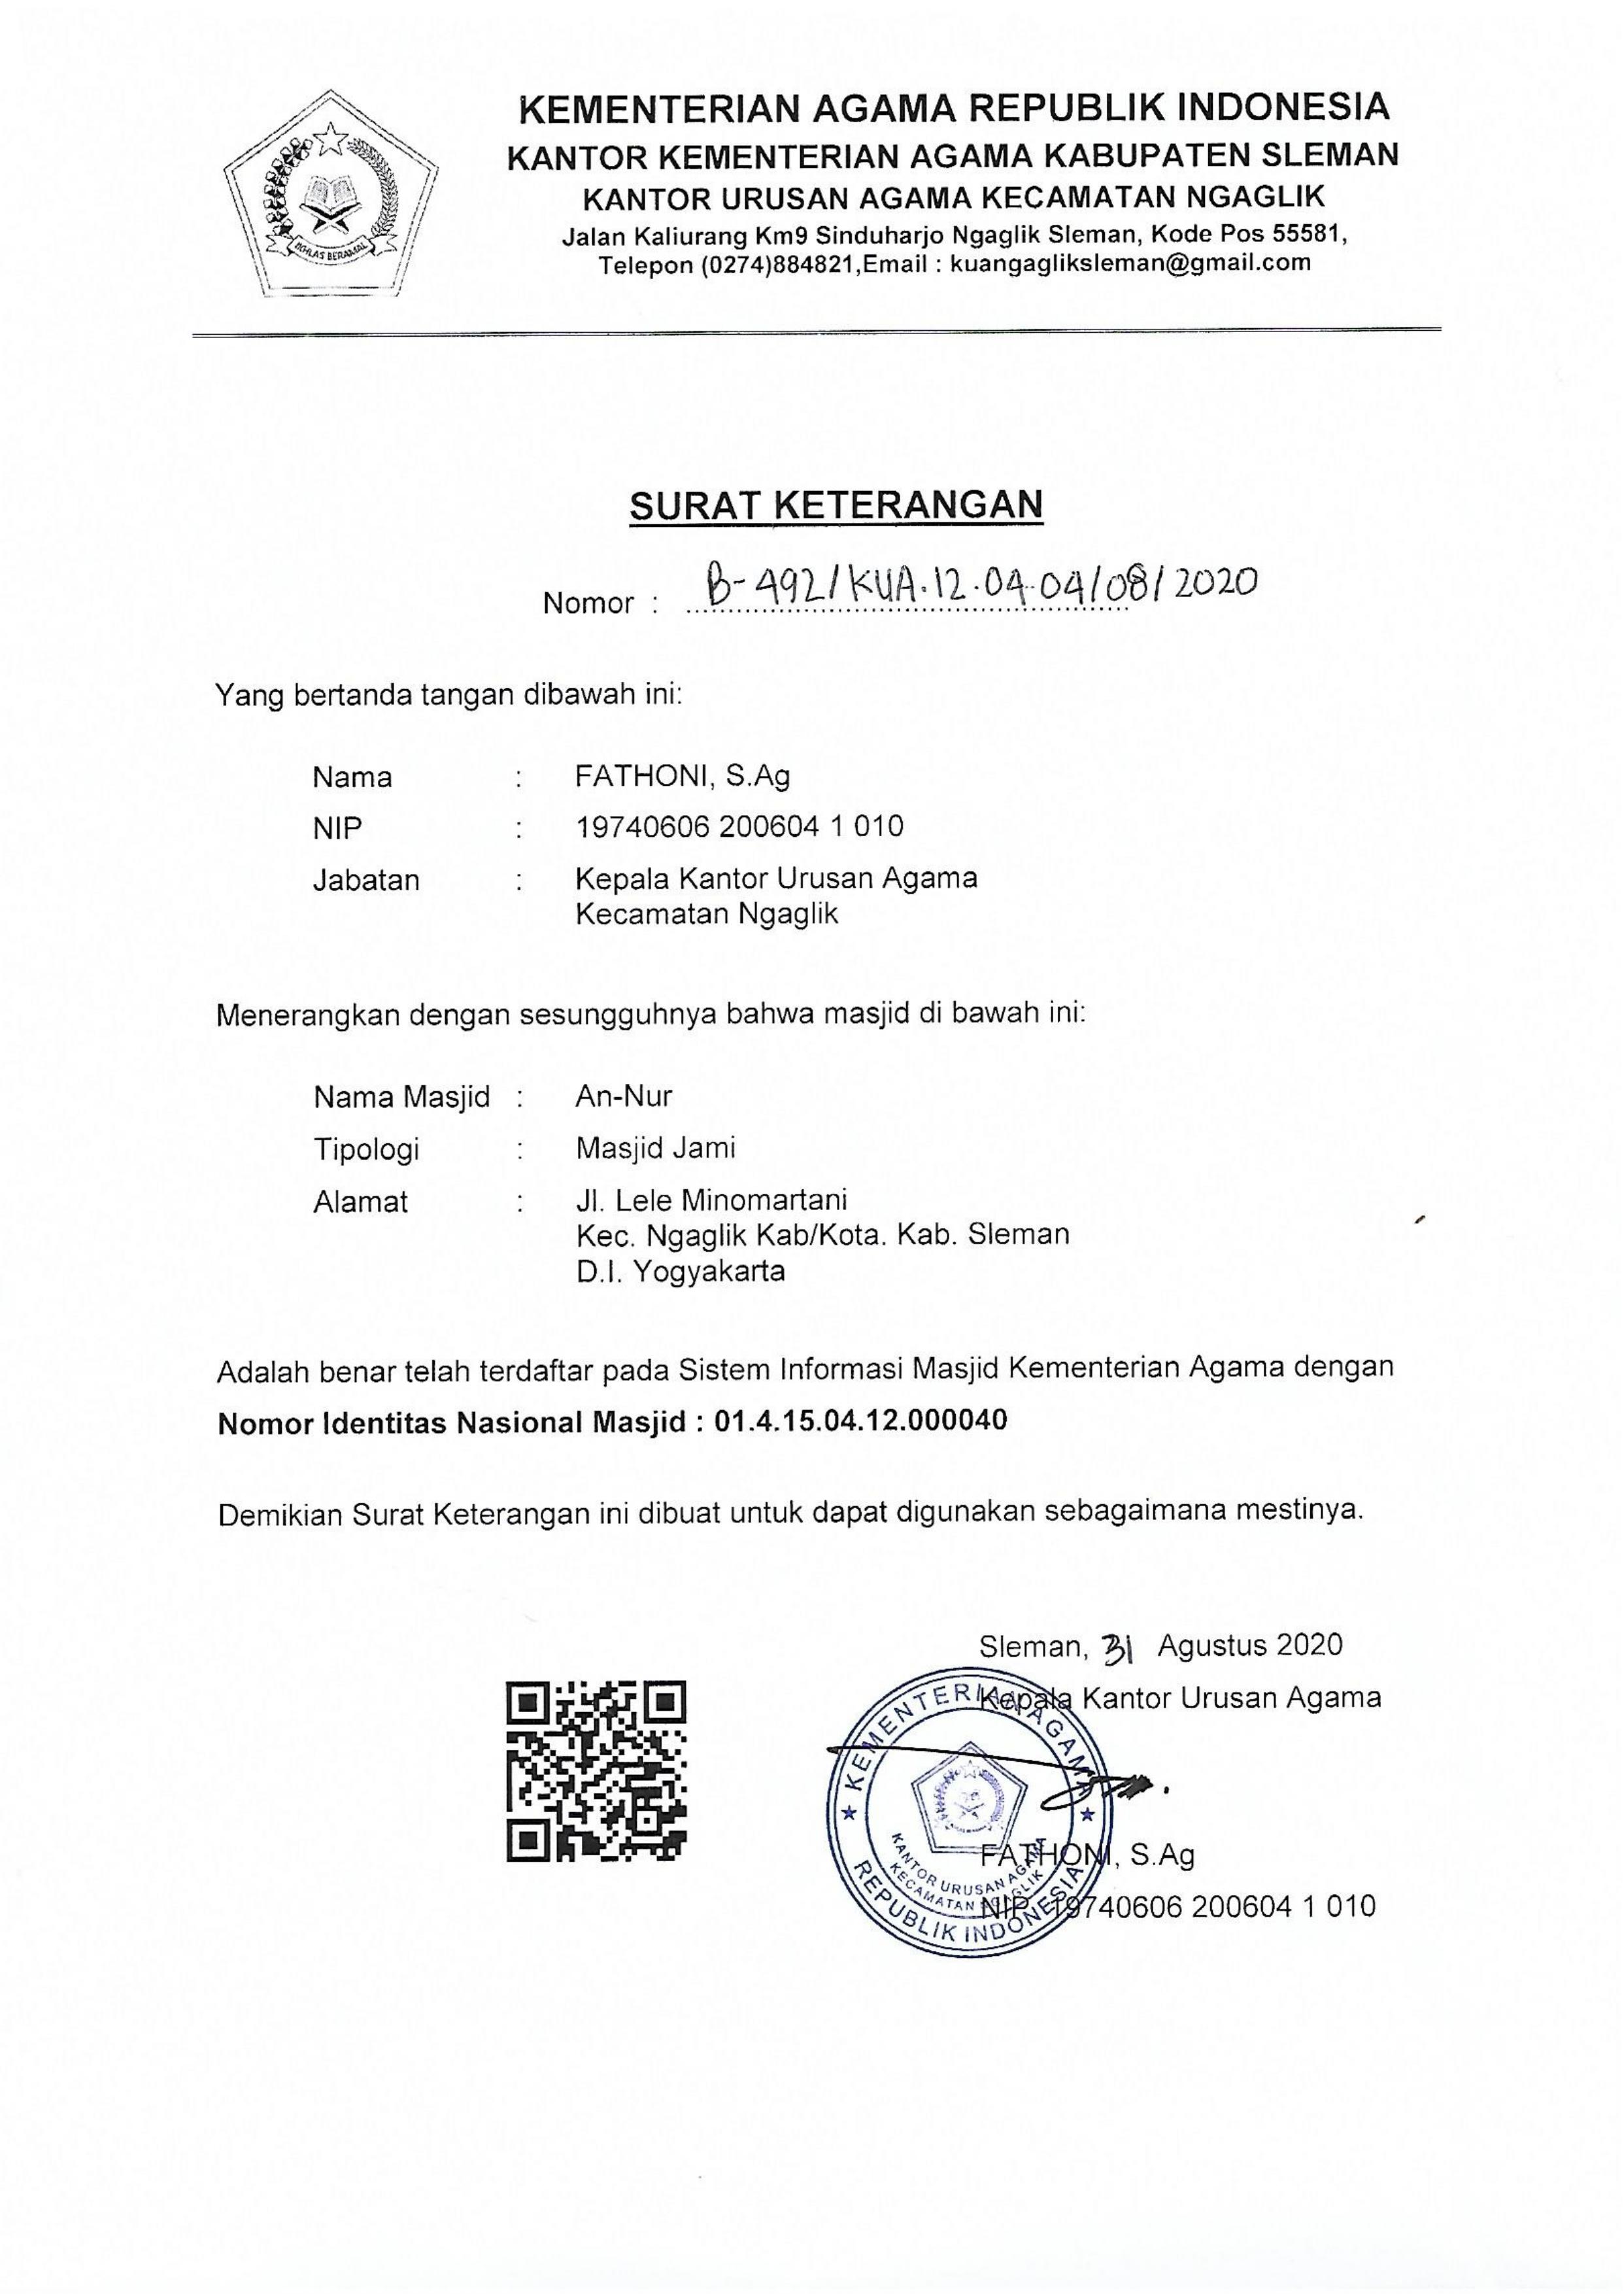 KEMENTERIAN AGAMA REPUBLIK INDONESIA
KANTOR KEMENTERIAN AGAMA KABUPATEN SLEMAN
KANTOR URUSAN AGAMA KECAMATAN NGAGLIK
Jalan Kaliurang Km9 Sinduharjo Ngaglik Sleman, Kode Pos 55581,
Telepon (0274)884821,Email : kuangagliksleman@gmail.com
IKHLAS BERAMAL
SURAT KETERANGAN
Nomor : B-492/KUA.12.04.04/08/2020
Yang bertanda tangan dibawah ini:
Nama : FATHONI, S.Ag
NIP : 19740606 200604 1 010
Jabatan : Kepala Kantor Urusan Agama
Kecamatan Ngaglik
Menerangkan dengan sesungguhnya bahwa masjid di bawah ini:
Nama Masjid : An-Nur
Tipologi : Masjid Jami
Alamat : Jl. Lele Minomartani
Kec. Ngaglik Kab/Kota. Kab. Sleman
D.I. Yogyakarta
Adalah benar telah terdaftar pada Sistem Informasi Masjid Kementerian Agama dengan
Nomor Identitas Nasional Masjid : 01.4.15.04.12.000040
Demikian Surat Keterangan ini dibuat untuk dapat digunakan sebagaimana mestinya.
Sleman, 31 Agustus 2020
Kepala Kantor Urusan Agama
KEMENTERIAN AGAMA
KANTOR URUSAN AGAMA
KECAMATAN NGAGLIK
REPUBLIK INDONESIA
FATHONI, S.Ag
NIP. 19740606 200604 1 010